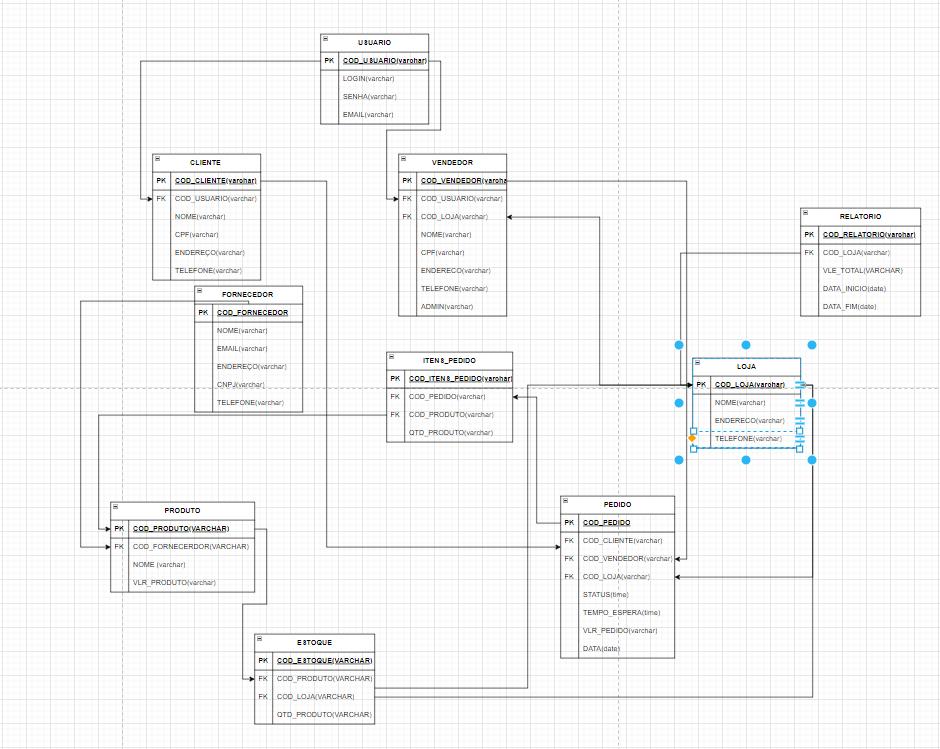 USUARIO
PK COD_USUARIO(varchar)
LOGIN(varchar)
SENHA(varchar)
EMAIL(varchar)
CLIENTE
PK COD_CLIENTE(varchar)
FK COD_USUARIO(varchar)
NOME(varchar)
CPF(varchar)
ENDEREÇO(varchar)
TELEFONE(varchar)
VENDEDOR
PK COD_VENDEDOR(varcha
FK COD_USUARIO(varchar)
FK COD_LOJA(varchar)
NOME(varchar)
CPF(varchar)
ENDERECO(varchar)
TELEFONE(varchar)
ADMIN(varchar)
RELATORIO
PK COD_RELATORIO(varchar)
FK COD_LOJA(varchar)
VLE_TOTAL(VARCHAR)
DATA_INICIO(date)
DATA_FIM(date)
FORNECEDOR
PK COD_FORNECEDOR
NOME(varchar)
EMAIL(varchar)
ENDEREÇO(varchar)
CNPJ(varchar)
TELEFONE(varchar)
ITENS_PEDIDO
PK COD_ITENS_PEDIDO(varchar)
FK COD_PEDIDO(varchar)
FK COD_PRODUTO(varchar)
QTD_PRODUTO(varchar)
LOJA
PK COD_LOJA(varchar)
NOME(varchar)
ENDERECO(varchar)
TELEFONE(varchar)
PRODUTO
PK COD_PRODUTO(VARCHAR)
FK COD_FORNECERDOR(VARCHAR)
NOME (varchar)
VLR_PRODUTO(varchar)
PEDIDO
PK COD_PEDIDO
FK COD_CLIENTE(varchar)
FK COD_VENDEDOR(varchar)
FK COD_LOJA(varchar)
STATUS(time)
TEMPO_ESPERA(time)
VLR_PEDIDO(varchar)
DATA(date)
ESTOQUE
PK COD_ESTOQUE(VARCHAR)
FK COD_PRODUTO(VARCHAR)
FK COD_LOJA(VARCHAR)
QTD_PRODUTO(VARCHAR)